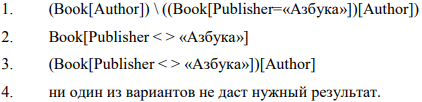 1. (Book[Author]) \ ((Book[Publisher=«Азбука»])[Author])
2. Book[Publisher < > «Азбука»]
3. (Book[Publisher < > «Азбука»])[Author]
4. ни один из вариантов не даст нужный результат.